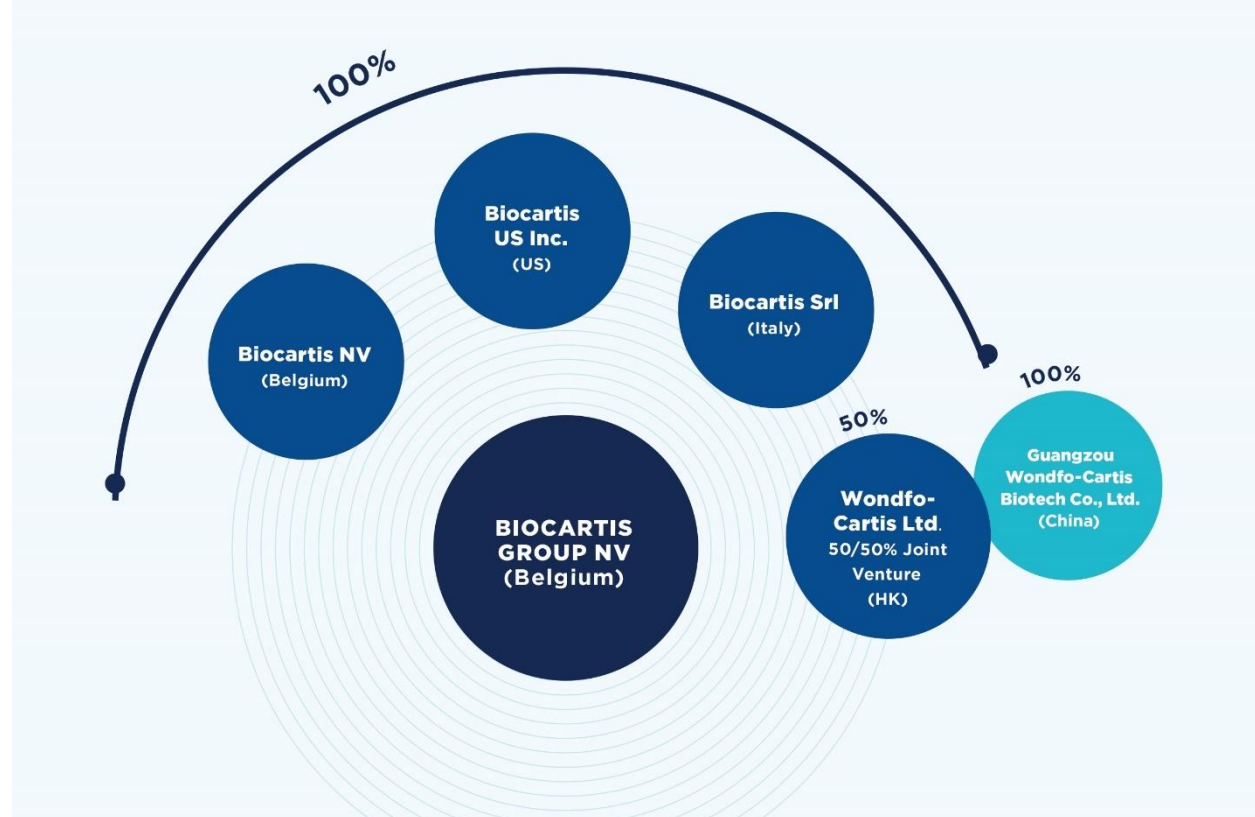 100%
Biocartis
US Inc.
(US)
Biocartis Srl
(Italy)
Biocartis NV
(Belgium)
100%
50%
Guangzou
Wondfo-Cartis
Biotech Co., Ltd.
(China)
Wondfo-
Cartis Ltd.
50/50% Joint
Venture
(HK)
BIOCARTIS
GROUP NV
(Belgium)